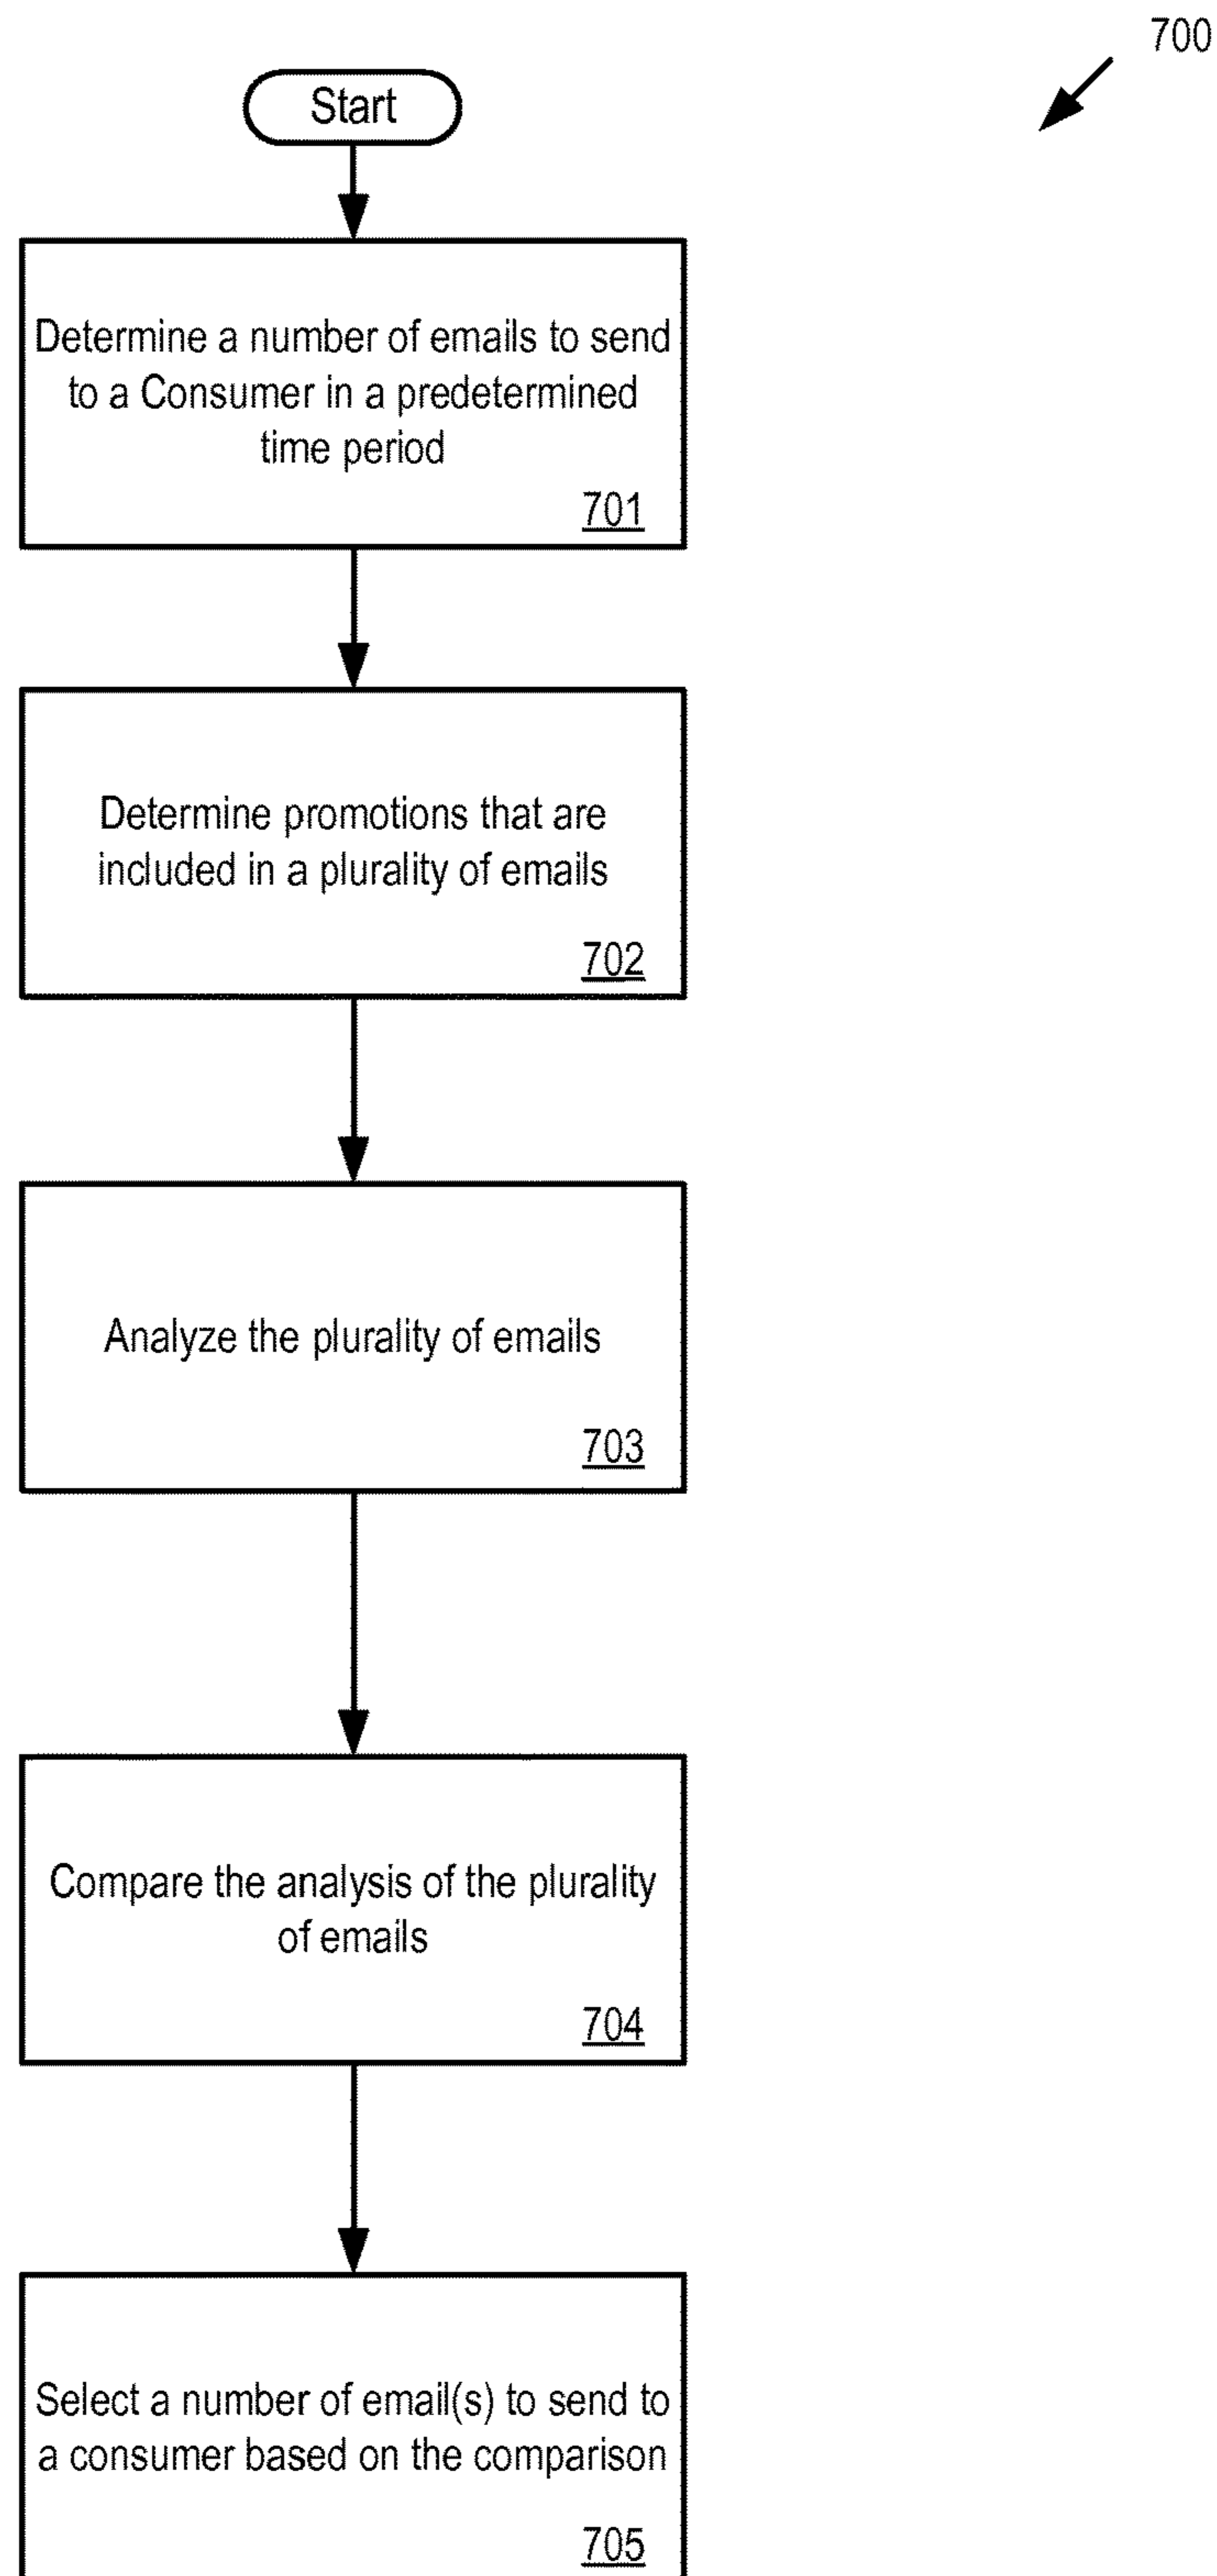 700
Start
Determine a number of emails to send
to a Consumer in a predetermined
time period
701
Determine promotions that are
included in a plurality of emails
702
Analyze the plurality of emails
703
Compare the analysis of the plurality
of emails
704
Select a number of email(s) to send to
a consumer based on the comparison
705